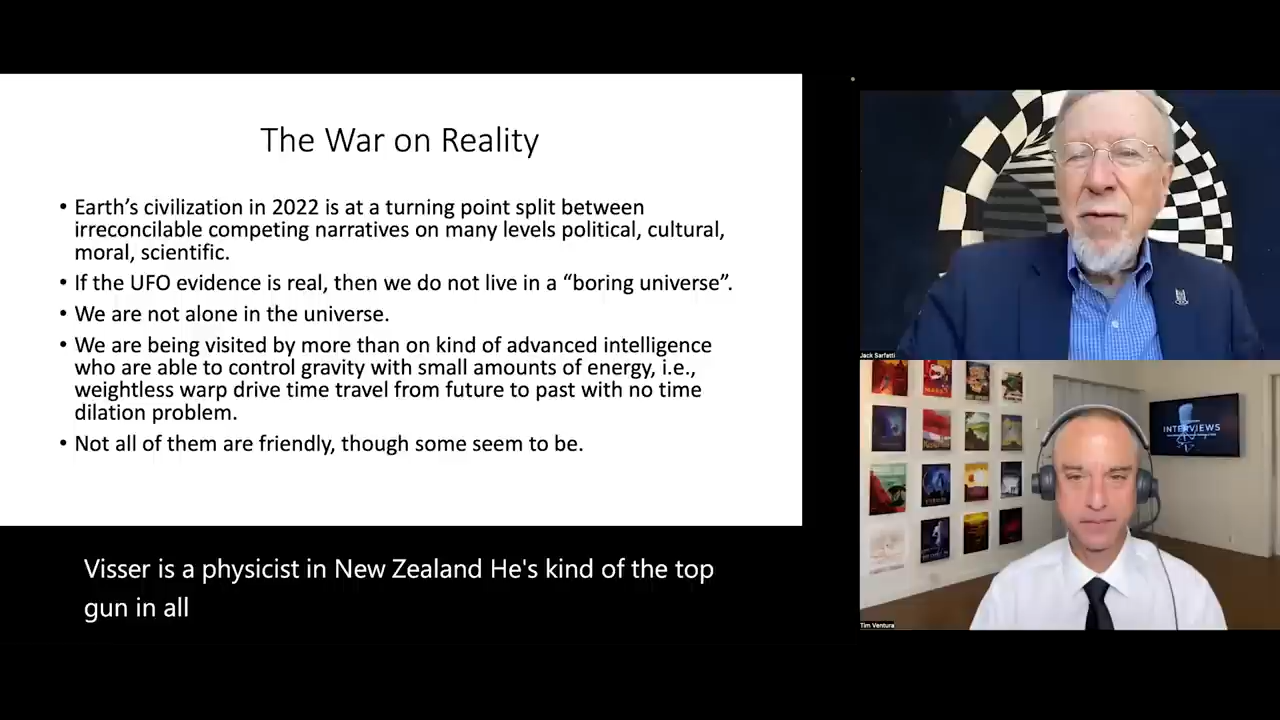 The War on Reality
• Earth's civilization in 2022 is at a turning point split between
irreconcilable competing narratives on many levels political, cultural,
moral, scientific.
• If the UFO evidence is real, then we do not live in a “boring universe”.
• We are not alone in the universe.
• We are being visited by more than on kind of advanced intelligence
who are able to control gravity with small amounts of energy, i.e.,
weightless warp drive time travel from future to past with no time
dilation problem.
• Not all of them are friendly, though some seem to be.
Visser is a physicist in New Zealand He's kind of the top
gun in all
Jack Sarfatti
INTERVIEWS
Tim Ventura